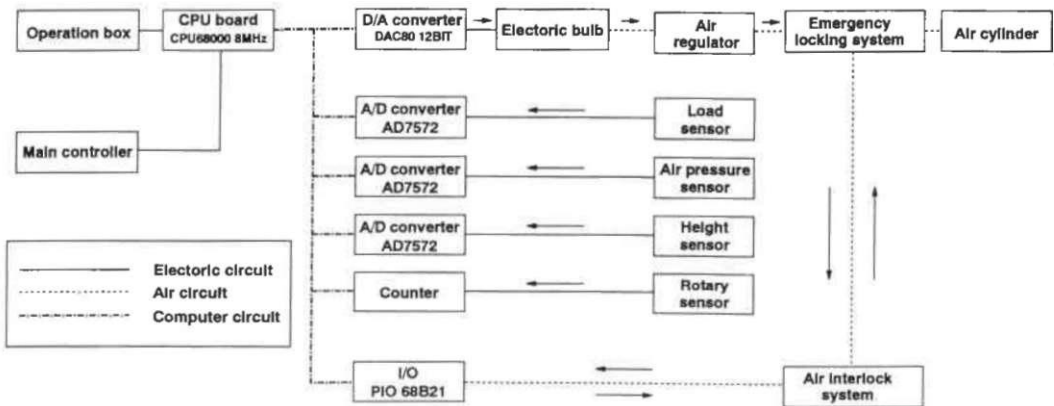 Operation box
CPU board
CPU68000 8MHz
D/A converter
DAC80 12BIT
Electoric bulb
Air
regulator
Emergency
locking system
Air cylinder
Main controller
A/D converter
AD7572
Load
sensor
A/D converter
AD7572
Air pressure
sensor
A/D converter
AD7572
Height
sensor
Counter
Rotary
sensor
Electoric circuit
Air circuit
Computer circuit
I/O
PIO 68B21
Air interlock
system